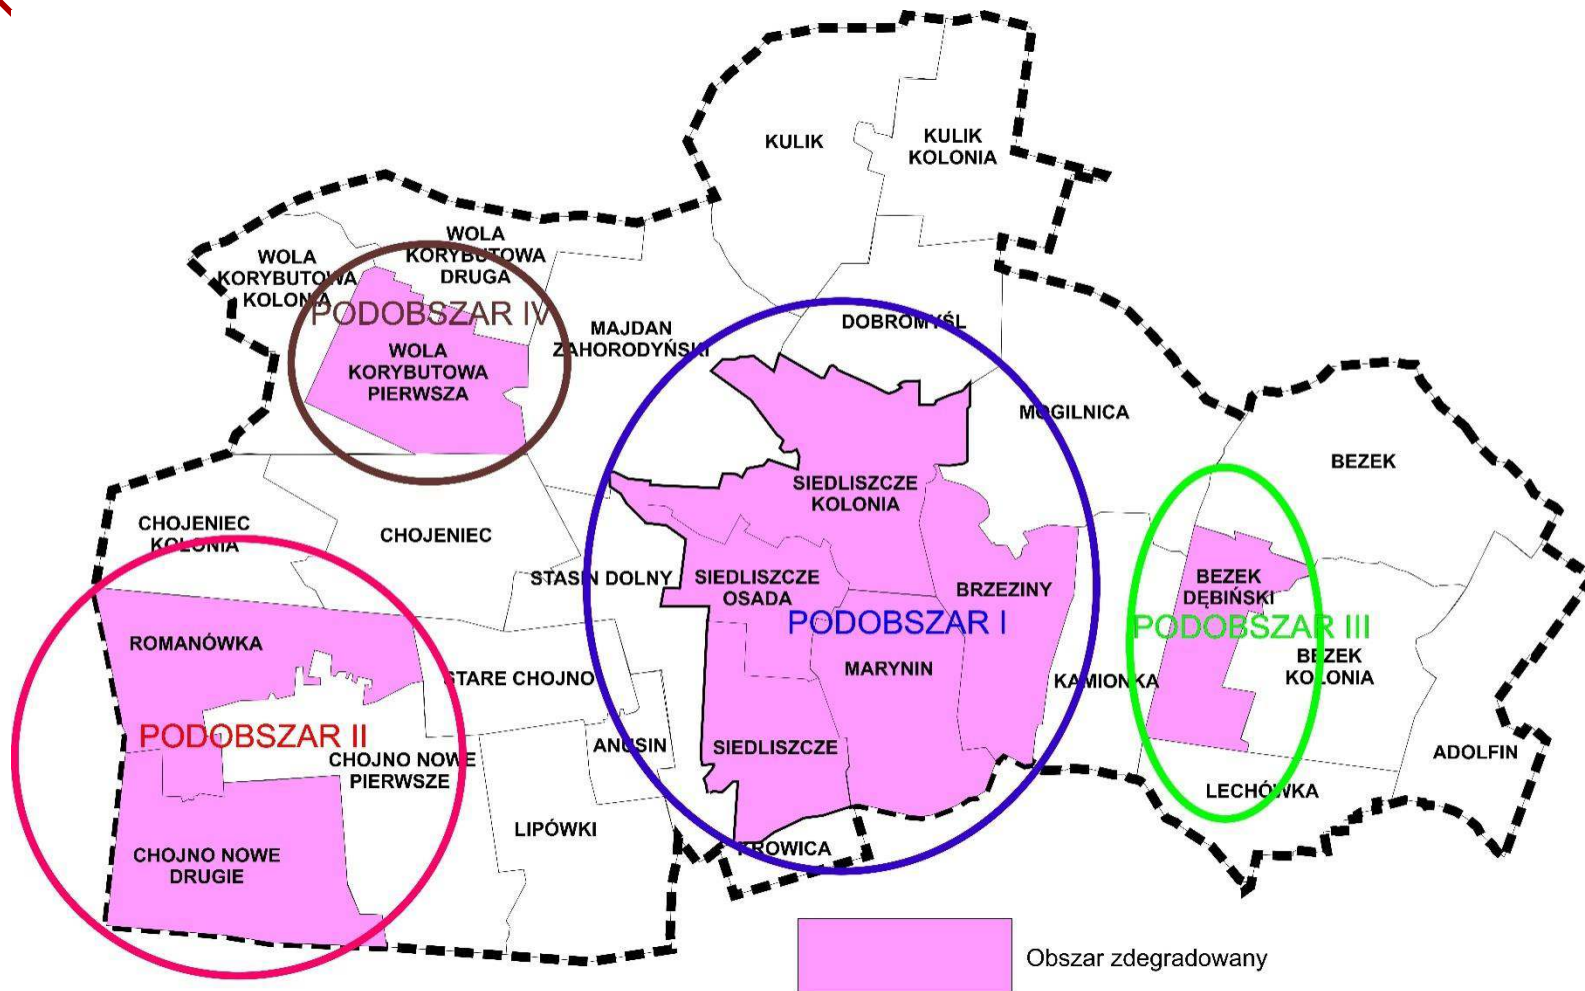 KULIK
KULIK
KOLONIA
WOLA
KORYBUTOWA
DRUGA
WOLA
KORYBUTOWA
KOLONIA
PODOBSZAR IV
WOLA
KORYBUTOWA
PIERWSZA
MAJDAN
ZAHORODYŃSKI
DOBROMYŚL
MOGILNICA
BEZEK
CHOJENIEC
KOLONIA
CHOJENIEC
STASIN DOLNY
SIEDLISZCZE
KOLONIA
SIEDLISZCZE
OSADA
BRZEZINY
PODOBSZAR I
MARYNIN
SIEDLISZCZE
KAMIONKA
BEZEK
DĘBIŃSKI
PODOBSZAR III
BEZEK
KOLONIA
ADOLFIN
LECHÓWKA
ROMANÓWKA
STARE CHOJNO
PODOBSZAR II
CHOJNO NOWE
PIERWSZE
ANUSIN
LIPÓWKI
CHOJNO NOWE
DRUGIE
KROWICA
Obszar zdegradowany